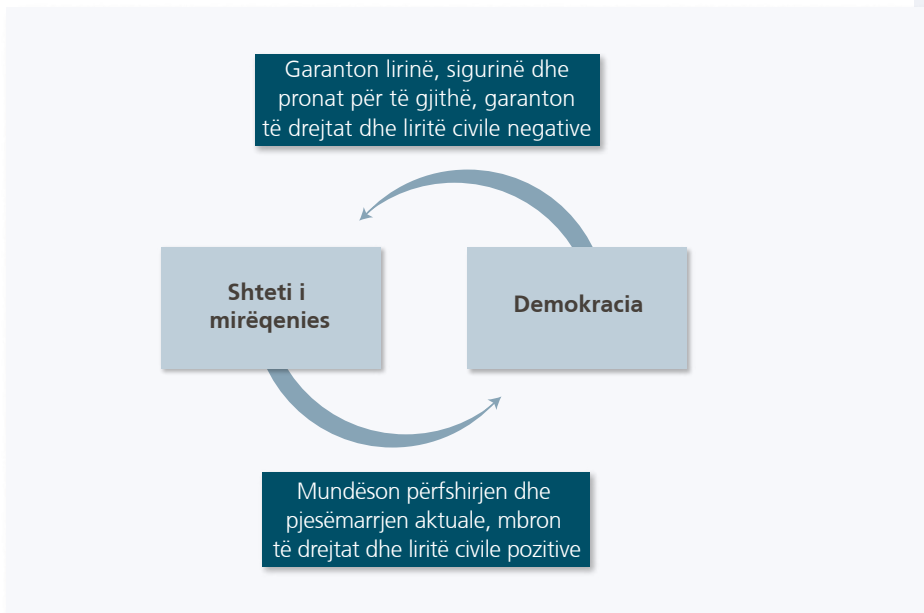 Garanton lirinë, sigurinë dhe
pronat për të gjithë, garanton
të drejtat dhe liritë civile negative
Shteti i
mirëqenies
Demokracia
Mundëson përfshirjen dhe
pjesëmarrjen aktuale, mbron
të drejtat dhe liritë civile pozitive